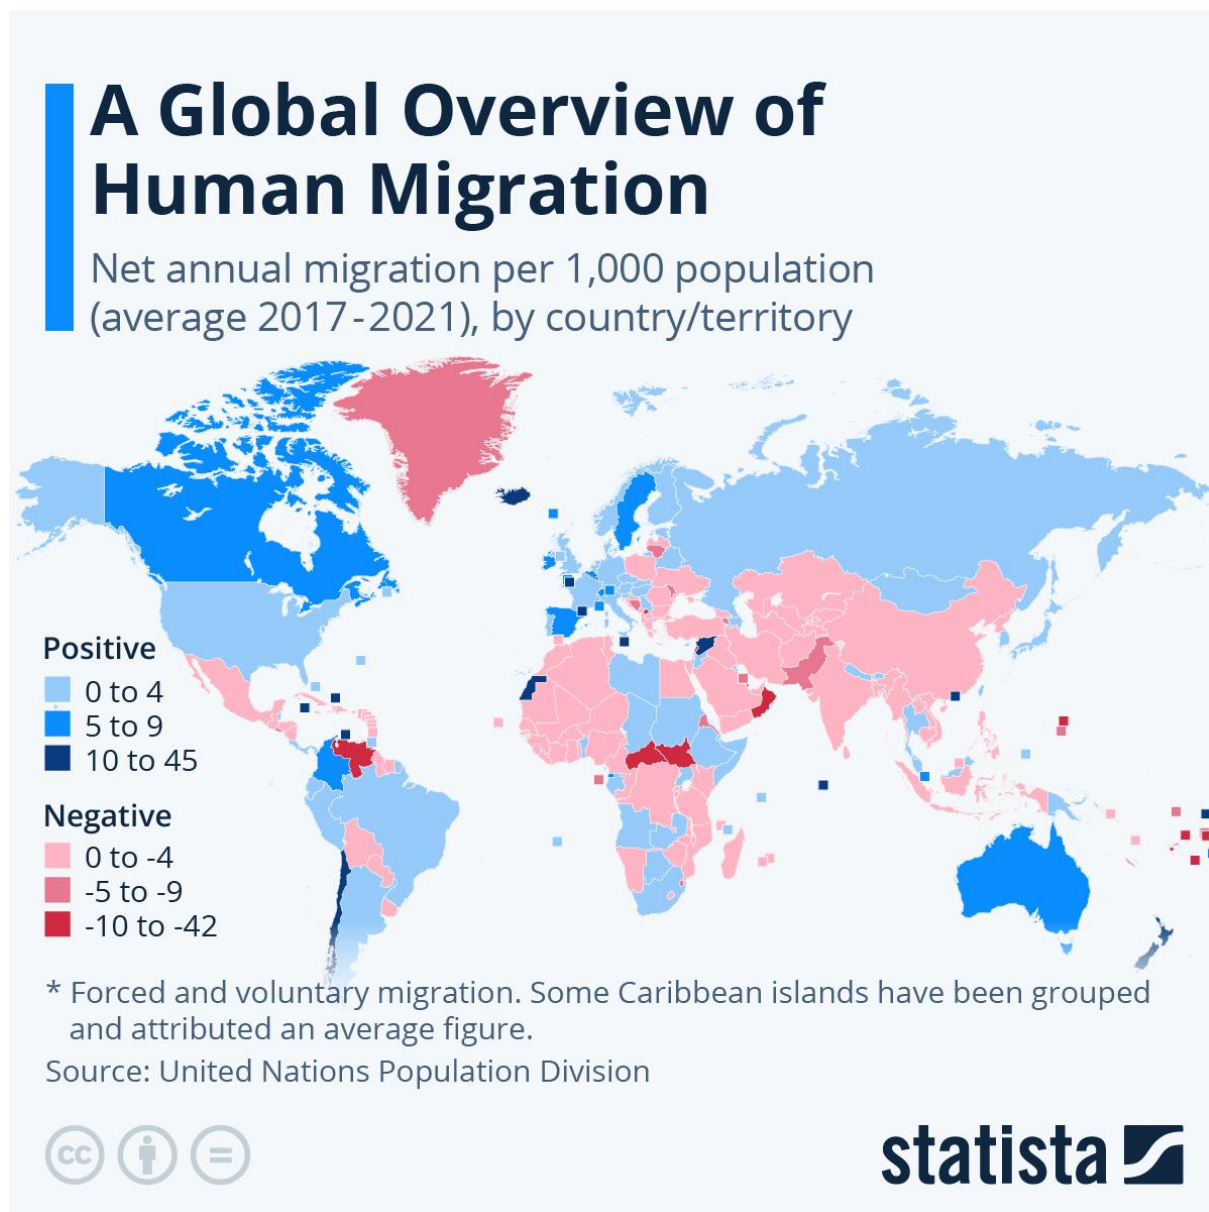 A Global Overview of
Human Migration
Net annual migration per 1,000 population
(average 2017-2021), by country/territory
Positive
0 to 4
5 to 9
10 to 45
Negative
0 to -4
-5 to -9
-10 to -42
* Forced and voluntary migration. Some Caribbean islands have been grouped
and attributed an average figure.
Source: United Nations Population Division
cc
statista